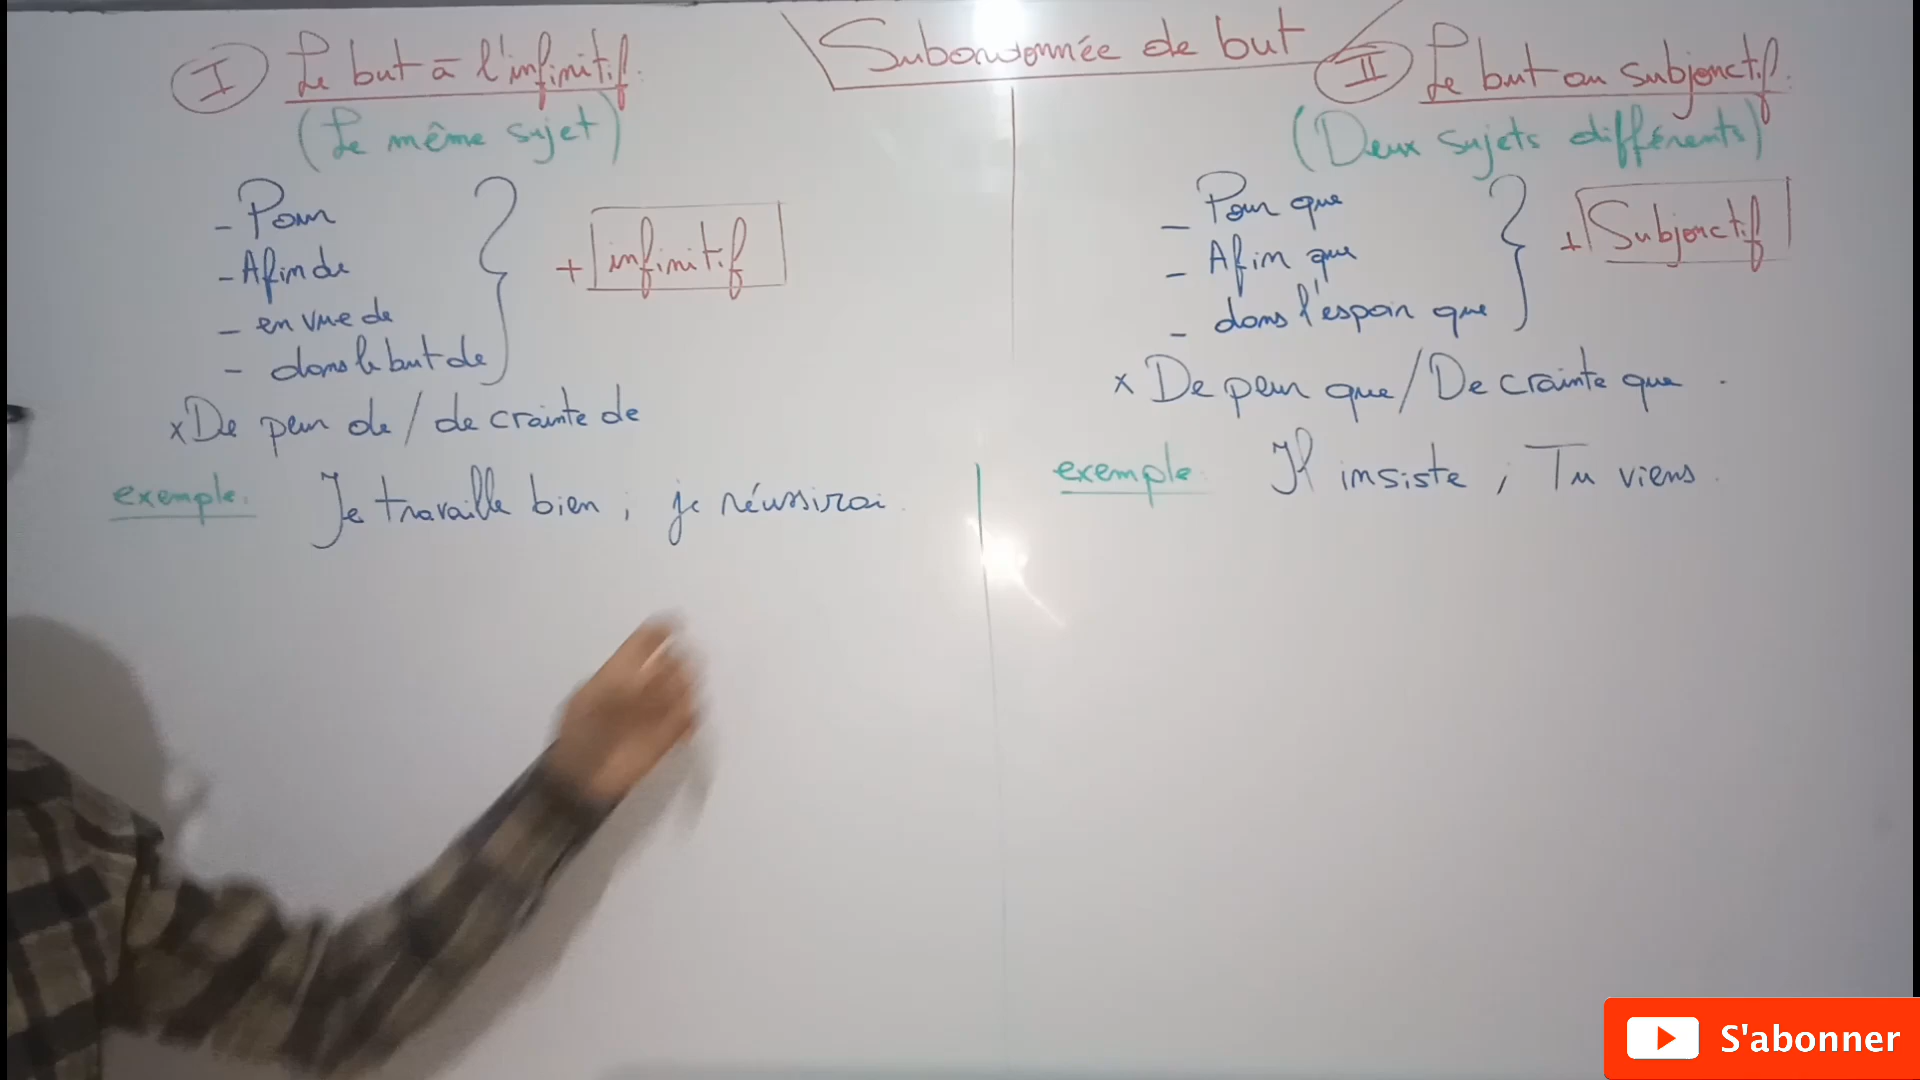 Subordonnée de but
I Le but à l'infinitif.
(Le même sujet)
- Pour
- Afin de
- en vue de
- dans le but de
+ infinitif
x De peur de / de crainte de
exemple: Je travaille bien ; je réussirai.
II Le but au subjonctif.
(Deux sujets différents)
- Pour que
- Afin que
- dans l'espoir que
+ Subjonctif
x De peur que / De crainte que .
exemple: Il insiste ; Tu viens.
S'abonner